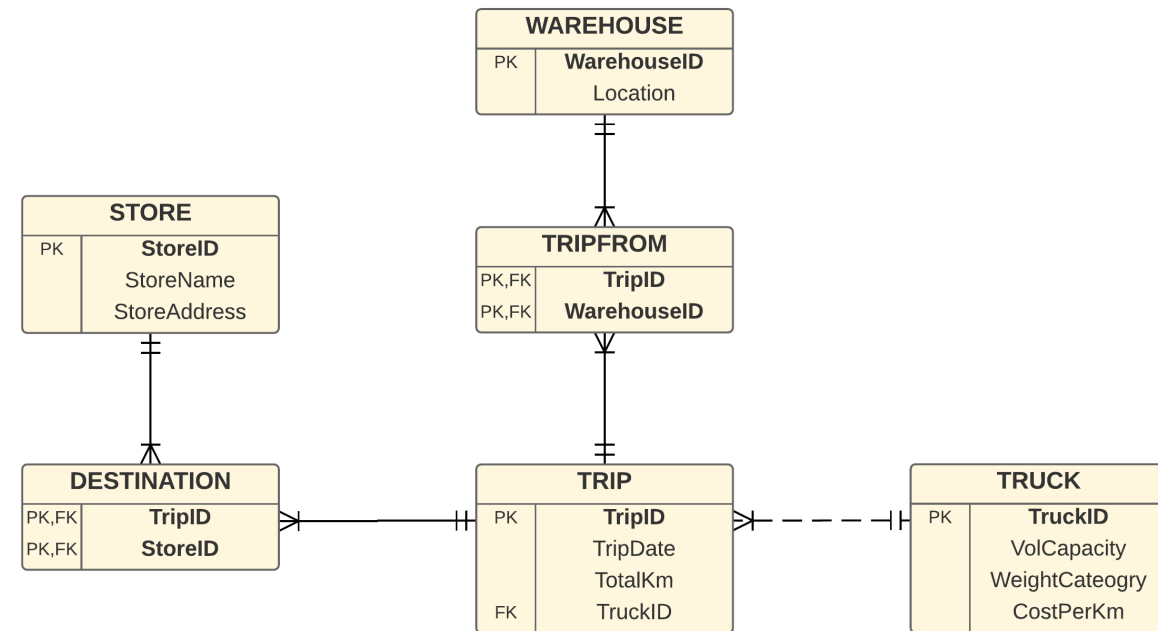 WAREHOUSE
PK WarehouseID
Location
STORE
PK StoreID
StoreName
StoreAddress
TRIPFROM
PK,FK TripID
PK,FK WarehouseID
DESTINATION
PK,FK TripID
PK,FK StoreID
TRIP
PK TripID
TripDate
TotalKm
FK TruckID
TRUCK
PK TruckID
VolCapacity
WeightCateogry
CostPerKm